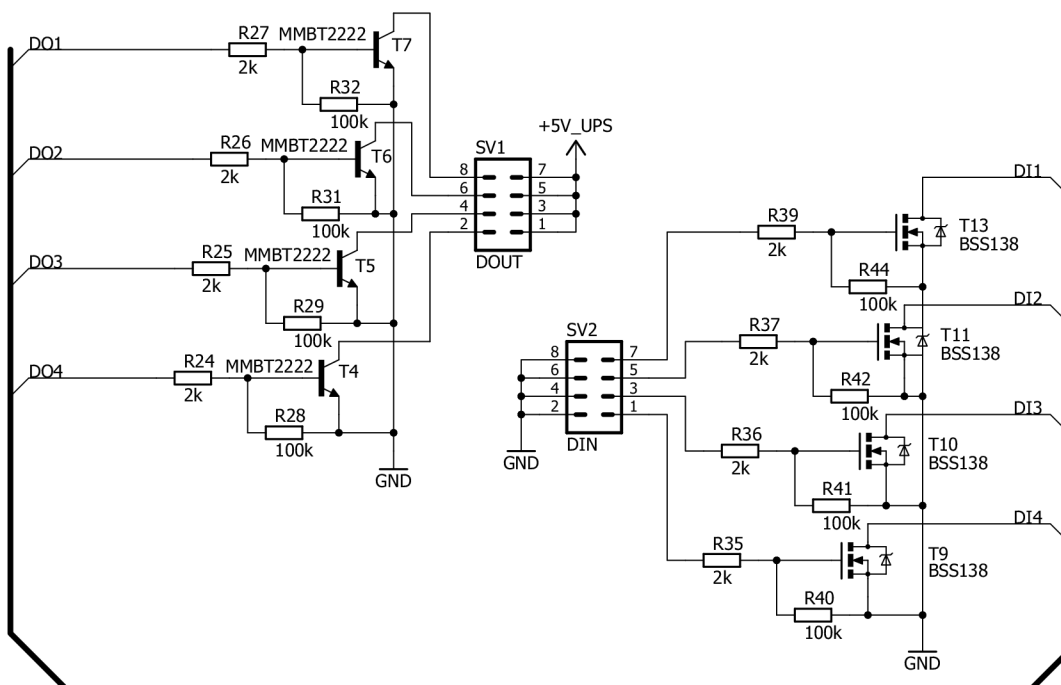 DO1
R27
2k
MMBT2222
T7
R32
100k
DO2
R26
2k
MMBT2222
T6
R31
100k
DO3
R25
2k
MMBT2222
T5
R29
100k
DO4
R24
2k
MMBT2222
T4
R28
100k
GND
+5V_UPS
SV1
8 7
6 5
4 3
2 1
DOUT
SV2
8 7
6 5
4 3
2 1
DIN
GND
DI1
R39
2k
T13
BSS138
R44
100k
DI2
R37
2k
T11
BSS138
R42
100k
DI3
R36
2k
T10
BSS138
R41
100k
DI4
R35
2k
T9
BSS138
R40
100k
GND